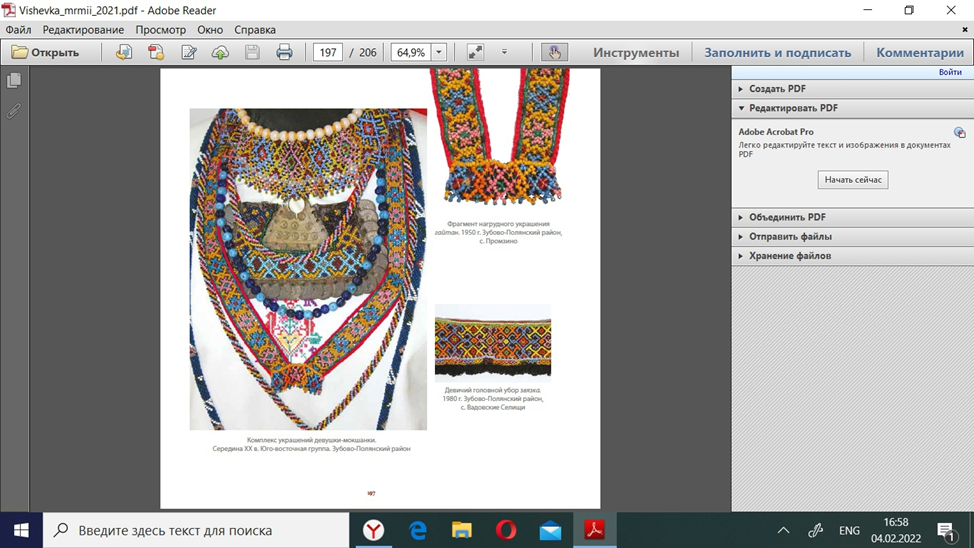 Vishevka_mrmii_2021.pdf - Adobe Reader
Файл Редактирование Просмотр Окно Справка
Открыть 197 / 206 64,9% Инструменты Заполнить и подписать Комментарии
Войти
Создать PDF
Редактировать PDF
Adobe Acrobat Pro
Легко редактируйте текст и изображения в документах
PDF
Начать сейчас
Объединить PDF
Отправить файлы
Хранение файлов
Фрагмент нагрудного украшения
гайтан. 1950 г. Зубово-Полянский район,
с. Промзино
Девичий головной убор заязка.
1980 г. Зубово-Полянский район,
с. Вадовские Селищи
Комплекс украшений девушки-мокшанки.
Середина XX в. Юго-восточная группа. Зубово-Полянский район
197
Введите здесь текст для поиска
ENG
16:58
04.02.2022
1